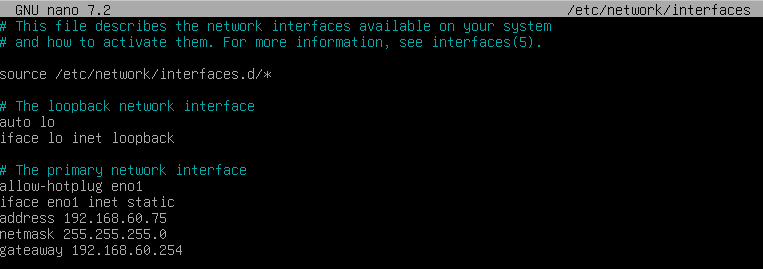 GNU nano 7.2 /etc/network/interfaces
# This file describes the network interfaces available on your system
# and how to activate them. For more information, see interfaces(5).
source /etc/network/interfaces.d/*
# The loopback network interface
auto lo
iface lo inet loopback
# The primary network interface
allow-hotplug eno1
iface eno1 inet static
address 192.168.60.75
netmask 255.255.255.0
gateaway 192.168.60.254